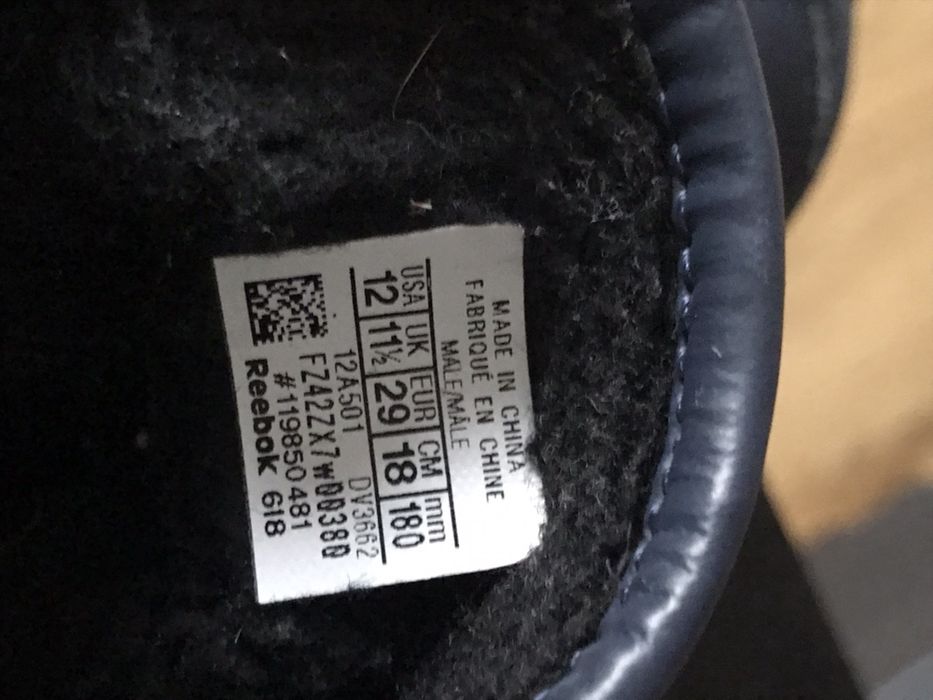 MADE IN CHINA
FABRIQUÉ EN CHINE
MALE/MÂLE
USA UK EUR CM mm
12 11½ 29 18 180
12A501 DV3662
FZ42ZX7W00380
#119850481
Reebok 618